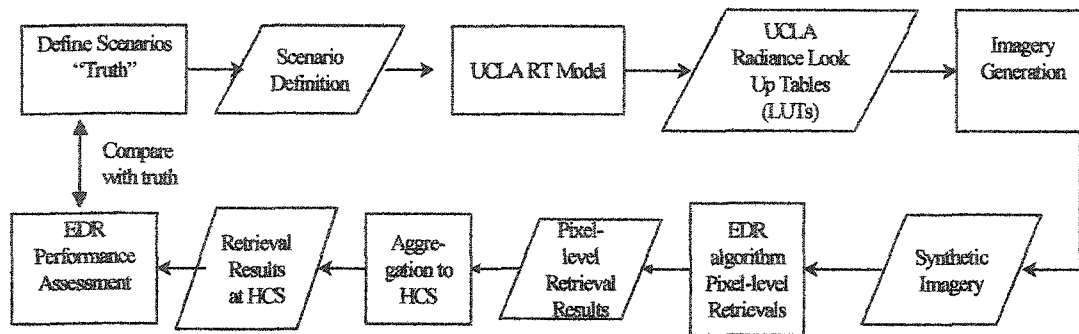 Define Scenarios
“Truth”
Scenario
Definition
UCLA RT Model
UCLA
Radiance Look
Up Tables
(LUTs)
Imagery
Generation
Compare
with truth
EDR
Performance
Assessment
Retrieval
Results
at HCS
Aggre-
gation to
HCS
Pixel-
level
Retrieval
Results
EDR
algorithm
Pixel-level
Retrievals
Synthetic
Imagery